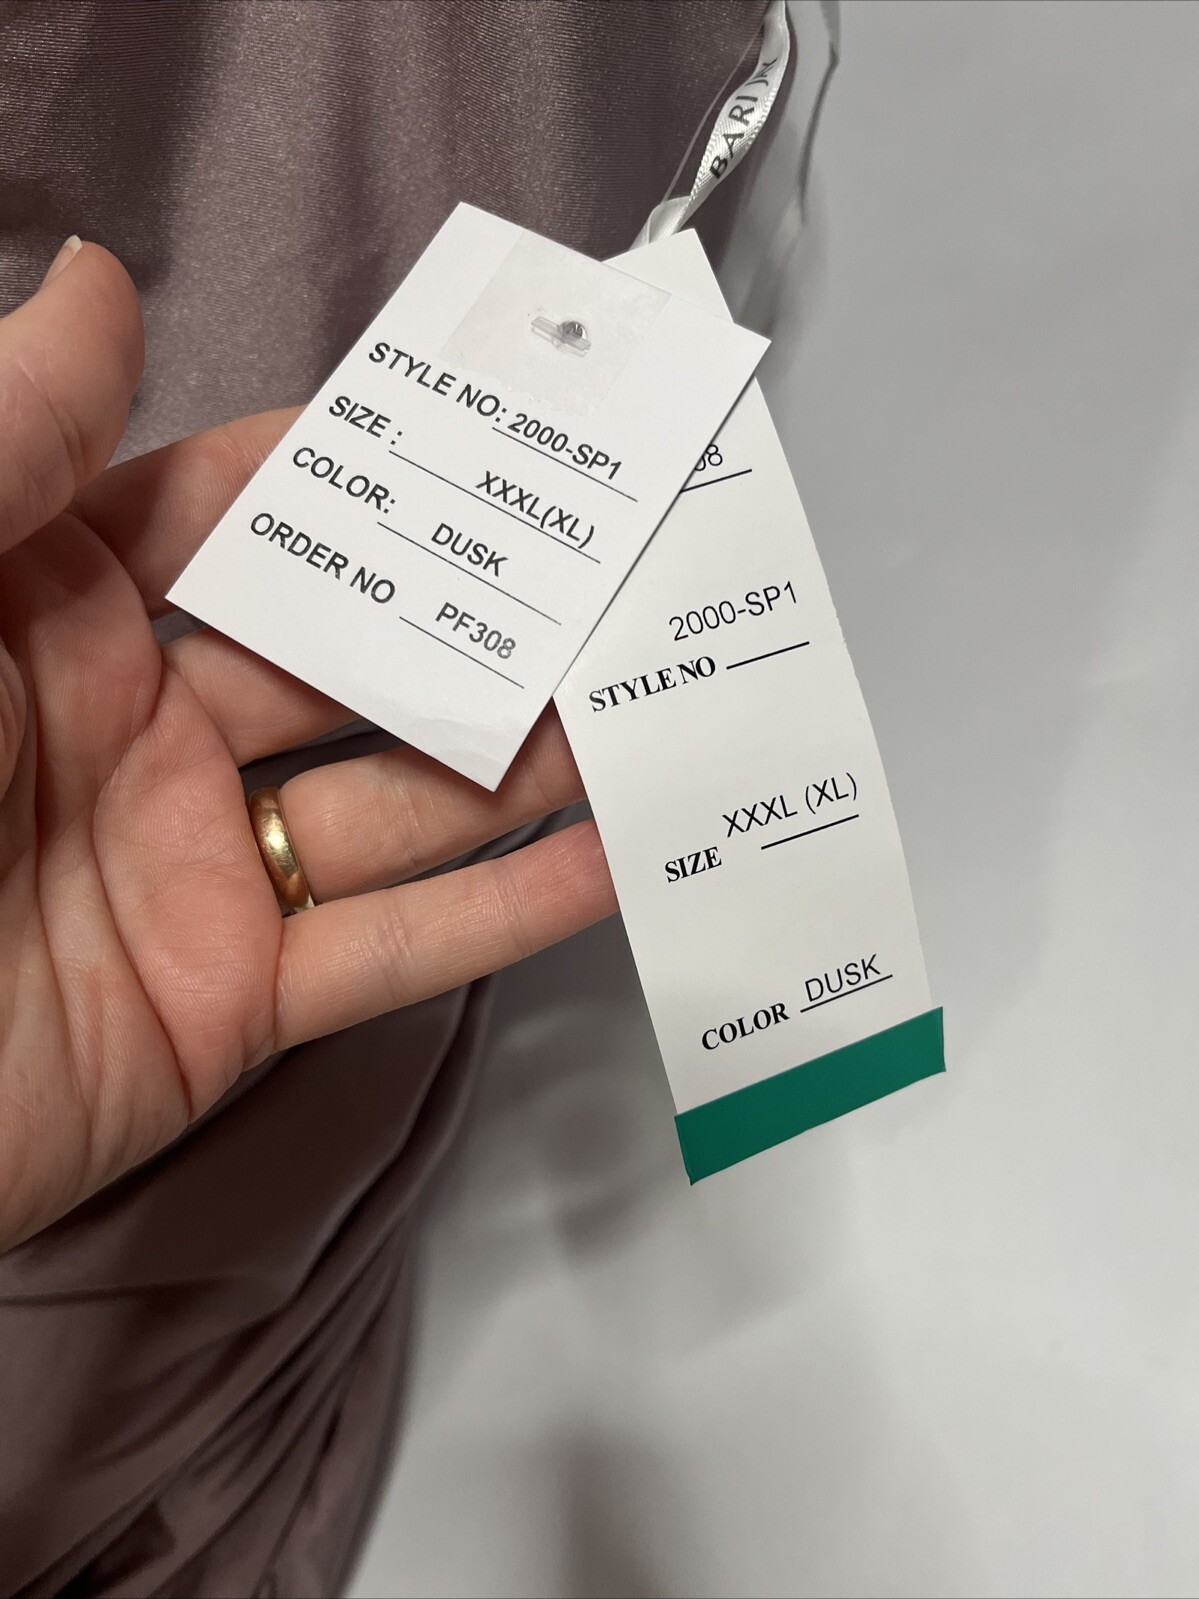 BARI
STYLE NO: 2000-SP1
SIZE : XXXL(XL)
COLOR: DUSK
ORDER NO PF308
08
2000-SP1
STYLE NO
XXXL (XL)
SIZE
COLOR DUSK